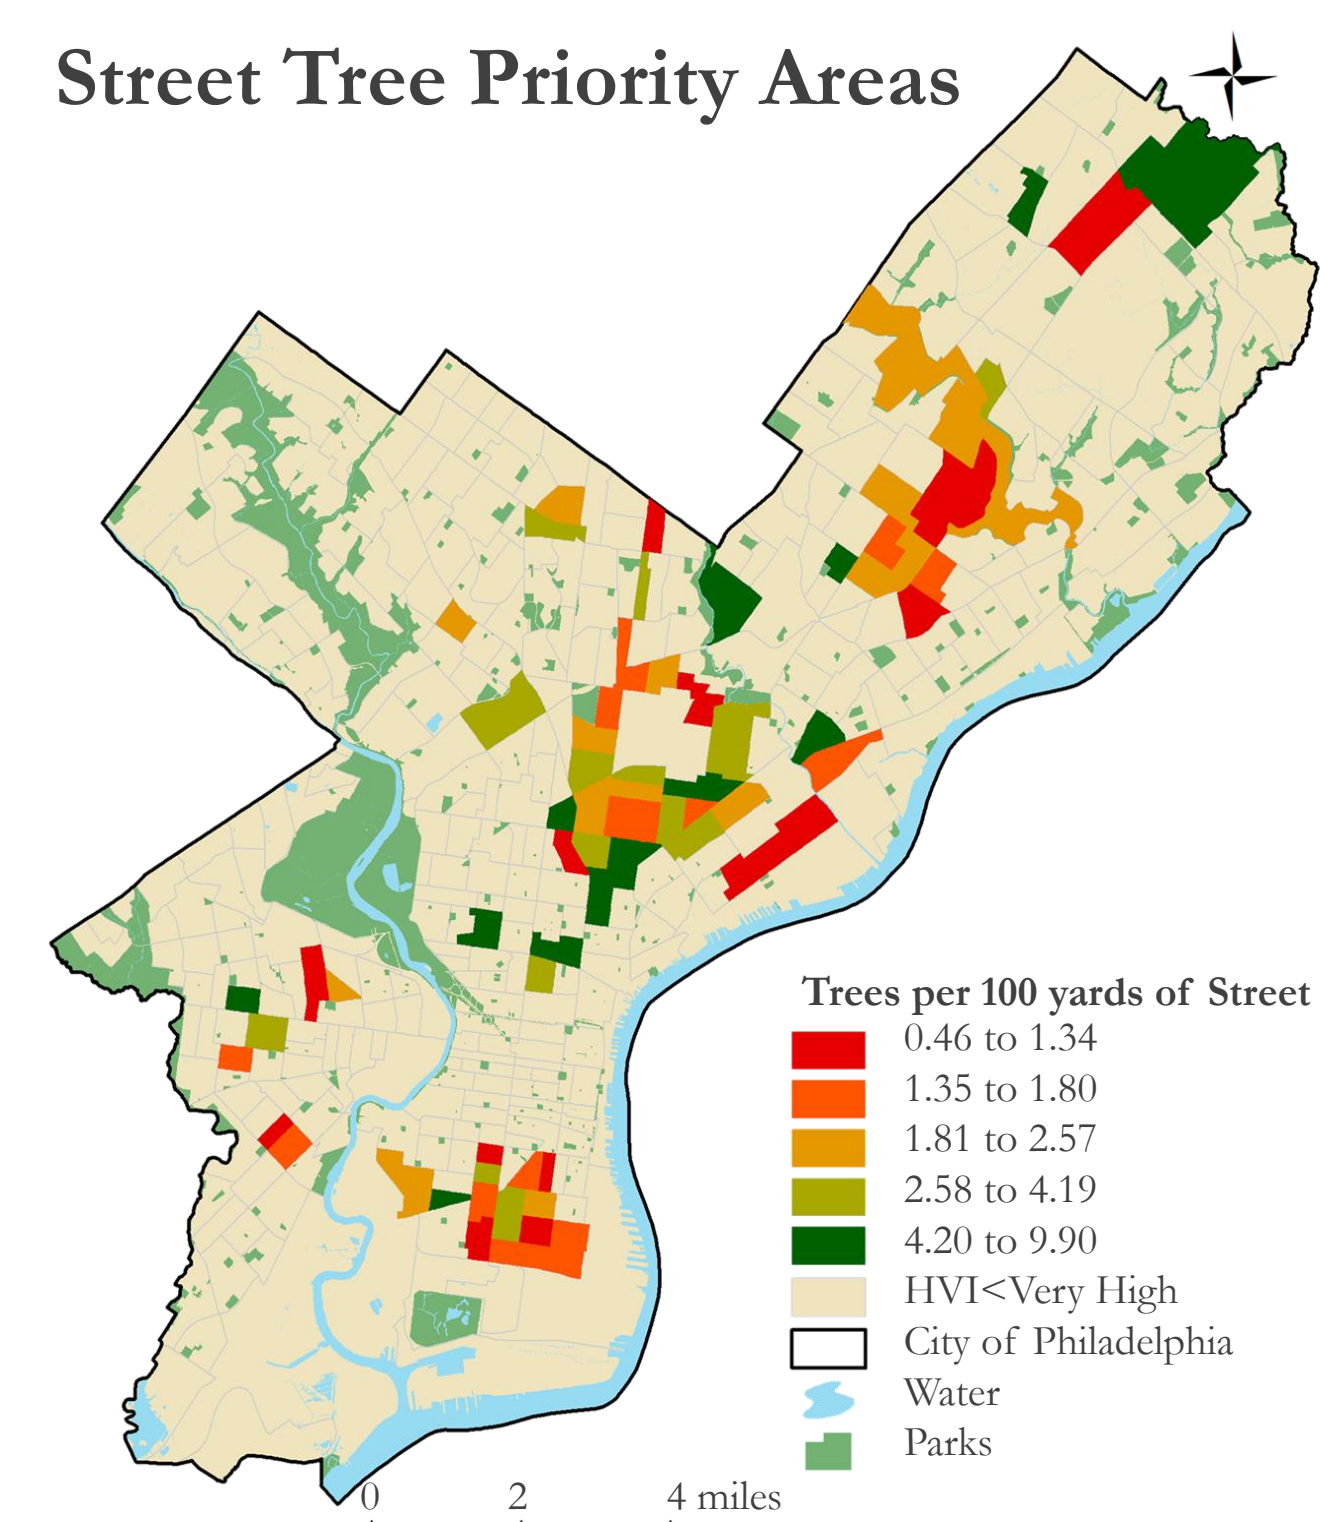 Street Tree Priority Areas
Trees per 100 yards of Street
0.46 to 1.34
1.35 to 1.80
1.81 to 2.57
2.58 to 4.19
4.20 to 9.90
HVI<Very High
City of Philadelphia
Water
Parks
0 2 4 miles